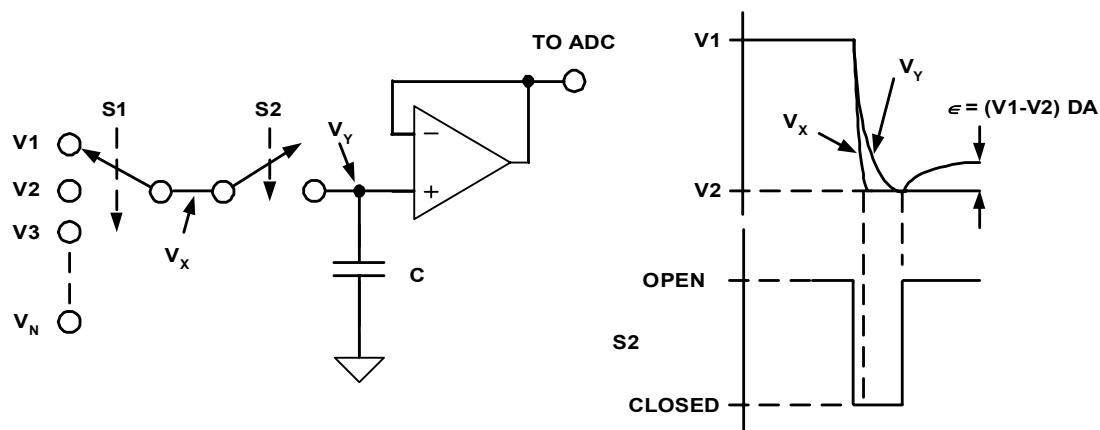 TO ADC
S1
S2
V1
V2
V3
VN
VX
VY
−
+
C
V1
V2
VX
VY
ϵ = (V1-V2) DA
OPEN
S2
CLOSED